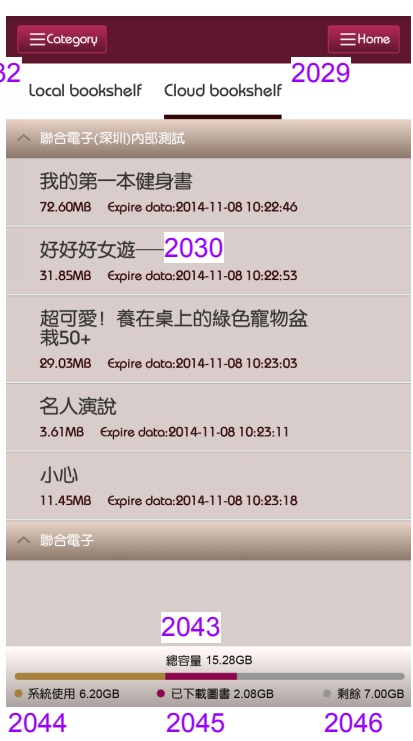 Category
Home
32
2029
Local bookshelf
Cloud bookshelf
聯合電子(深圳)內部測試
我的第一本健身書
72.60MB Expire data:2014-11-08 10:22:46
好好好女遊── 2030
31.85MB Expire data:2014-11-08 10:22:53
超可愛！養在桌上的綠色寵物盆
栽50+
29.03MB Expire data:2014-11-08 10:23:03
名人演說
3.61MB Expire data:2014-11-08 10:23:11
小心
11.45MB Expire data:2014-11-08 10:23:18
聯合電子
2043
總容量 15.28GB
系統使用 6.20GB
已下載圖書 2.08GB
剩餘 7.00GB
2044
2045
2046